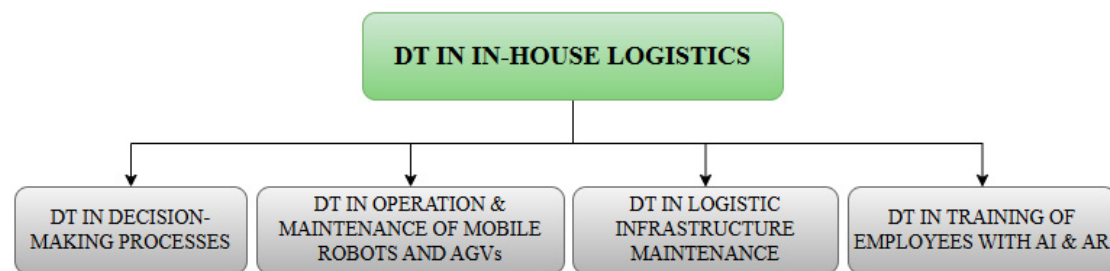 DT IN IN-HOUSE LOGISTICS
DT IN DECISION-
MAKING PROCESSES
DT IN OPERATION &
MAINTENANCE OF MOBILE
ROBOTS AND AGVs
DT IN LOGISTIC
INFRASTRUCTURE
MAINTENANCE
DT IN TRAINING OF
EMPLOYEES WITH AI & AR